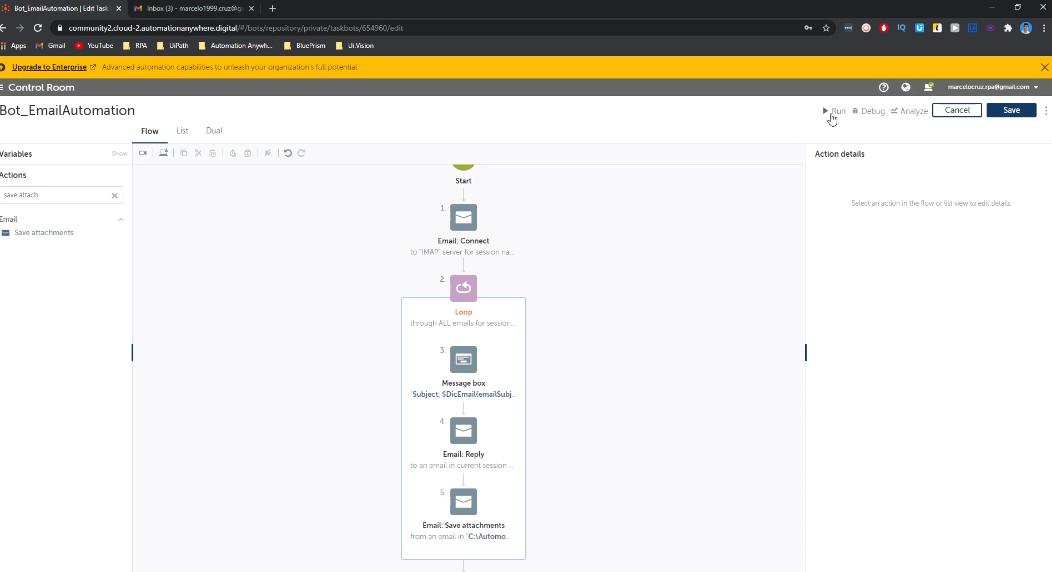 Bot_EmailAutomation | Edit Task
Inbox (3) - marcelo1999.cruz@g
community2.cloud-2.automationanywhere.digital/#/bots/repository/private/taskbots/654960/edit
Apps
Gmail
YouTube
RPA
UiPath
Automation Anywh...
BluePrism
Ui.Vision
Upgrade to Enterprise
Advanced automation capabilities to unleash your organization's full potential.
Control Room
marcelocruz.rpa@gmail.com
Bot_EmailAutomation
Run
Debug
Analyze
Cancel
Save
Flow
List
Dual
Variables
Show
Action details
Actions
save attach
Select an action in the flow or list view to edit details
Email
Save attachments
Start
1.
Email: Connect
to "IMAP" server for session na...
2.
Loop
through ALL emails for session...
3.
Message box
"Subject: $DicEmail{emailSubj...
4.
Email: Reply
to an email in current session ...
5.
Email: Save attachments
from an email in "C:\Automo...